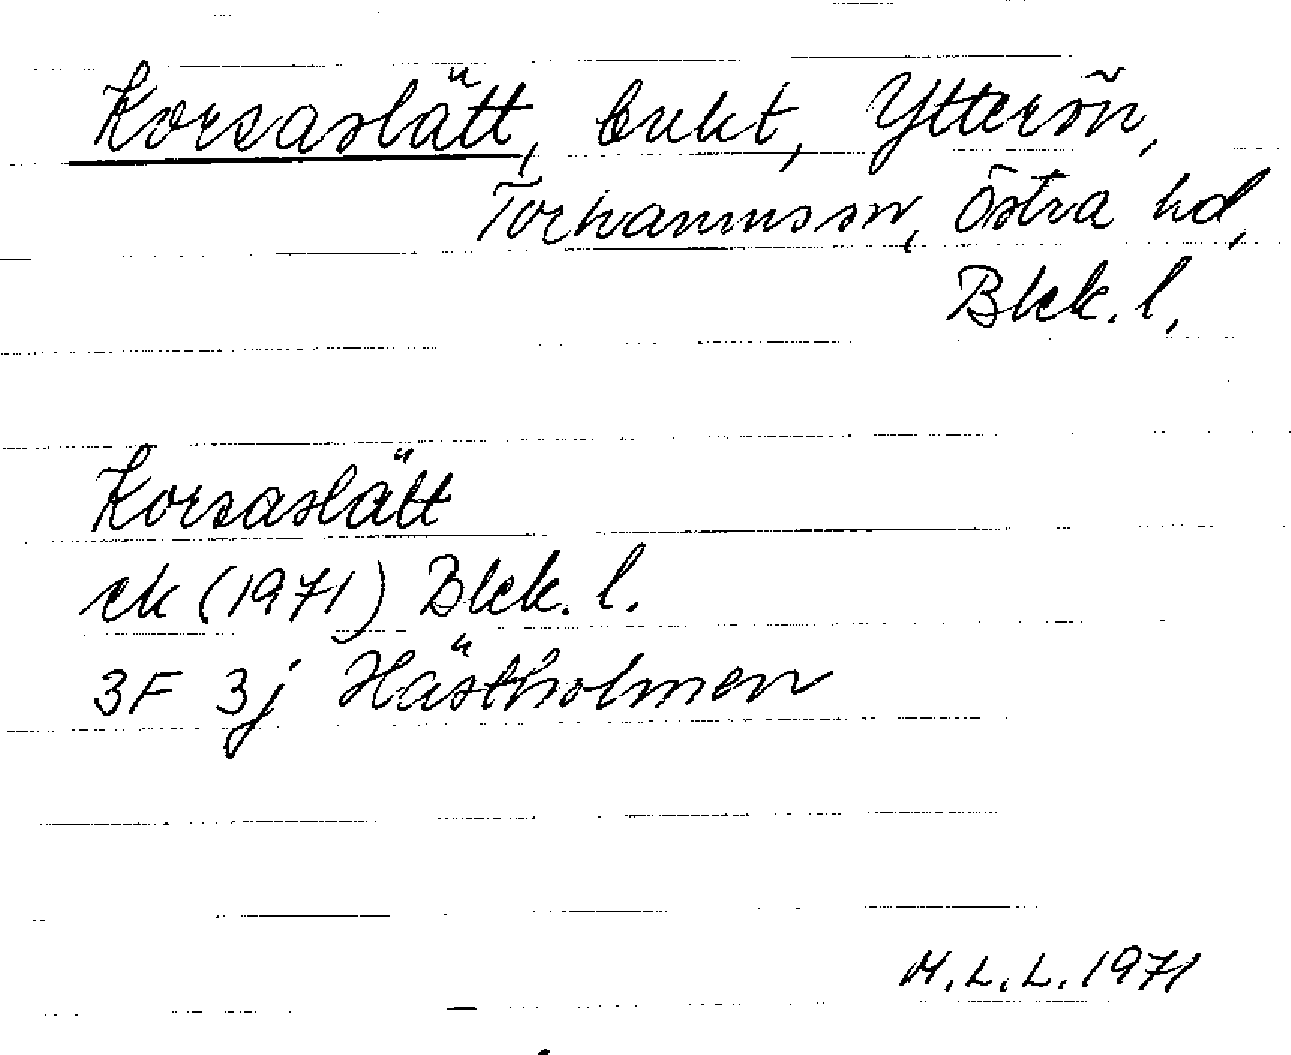 Korsaslätt, bukt, Ytterön,
Torhamns sn, Östra hd,
Blek. l.
Korsaslätt
ek (1971) Blek. l.
3F 3j Hästholmen
M.L.L. 1971